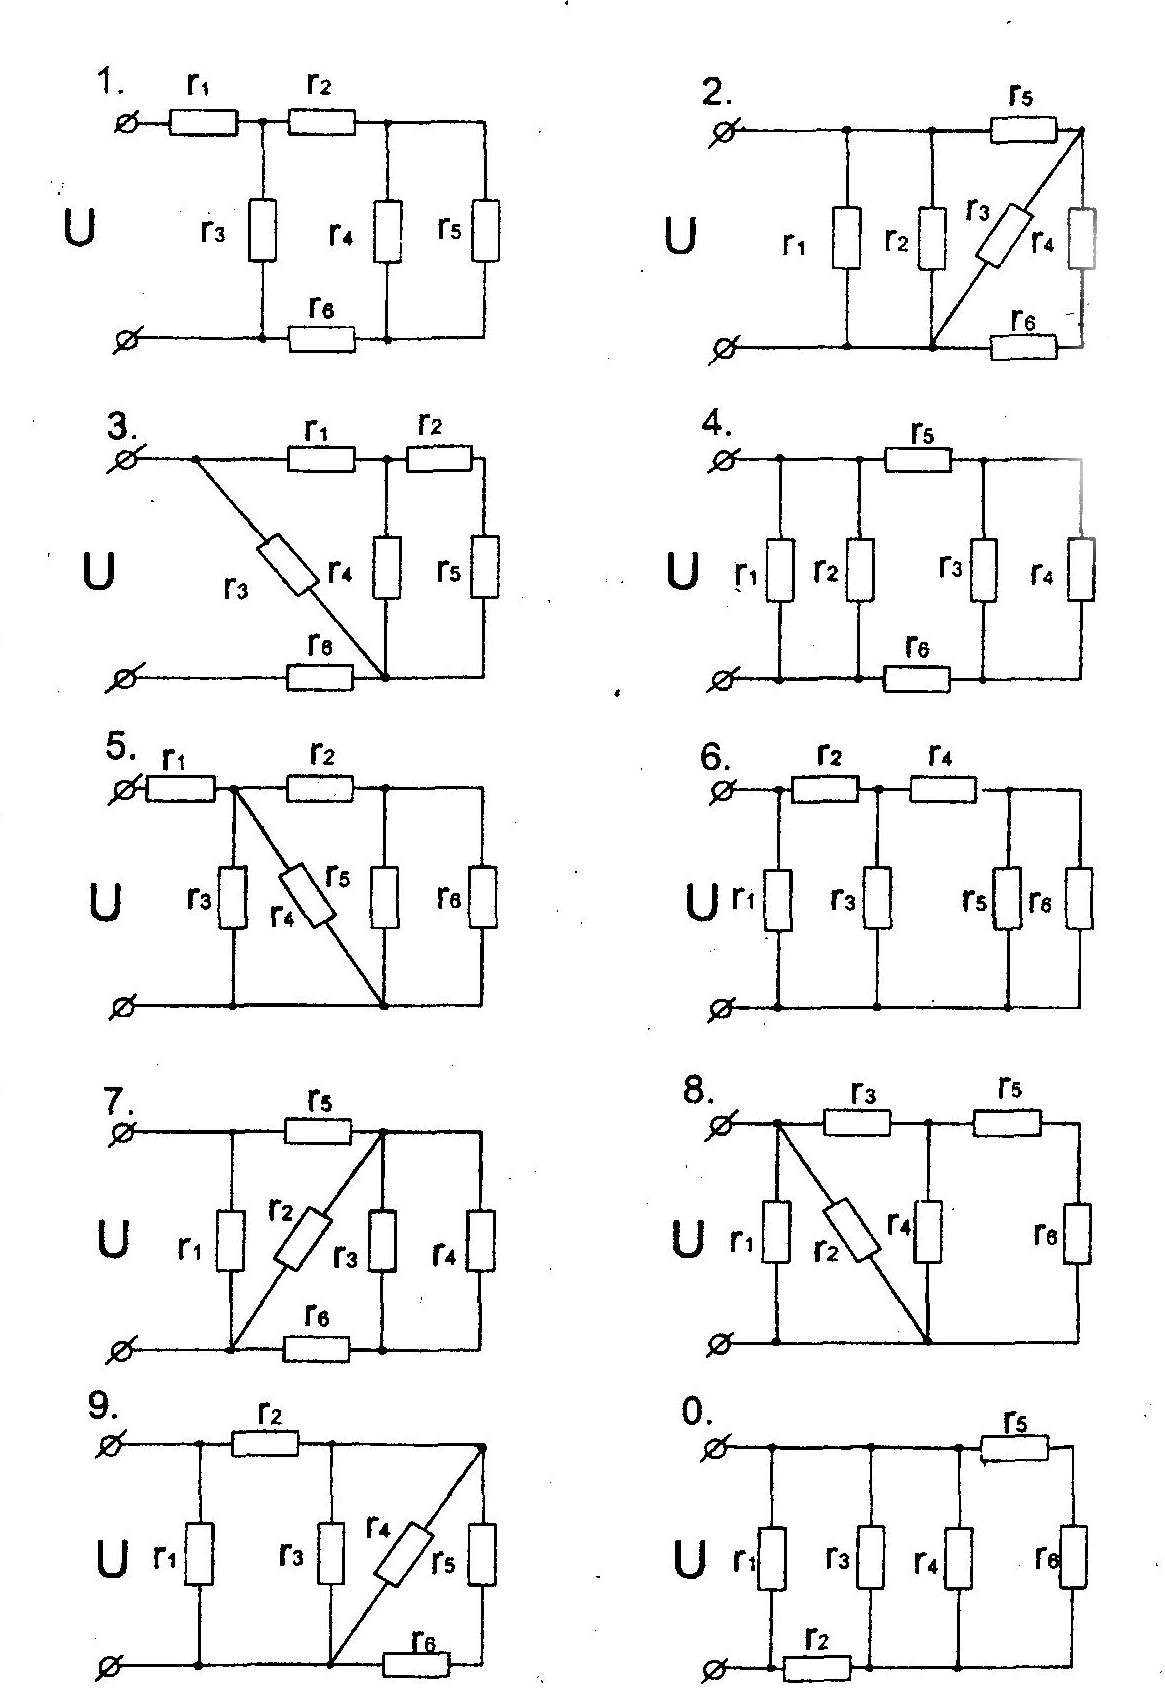 1. r1 r2
U r3 r4 r5
r6
2. r5
U r1 r2 r3 r4
r6
3. r1 r2
U r3 r4 r5
r6
4. r5
U r1 r2 r3 r4
r6
5. r1 r2
U r3 r4 r5 r6
6. r2 r4
U r1 r3 r5 r6
7. r5
U r1 r2 r3 r4
r6
8. r3 r5
U r1 r2 r4 r6
9. r2
U r1 r3 r4 r5
r6
0. r5
U r1 r3 r4 r6
r2